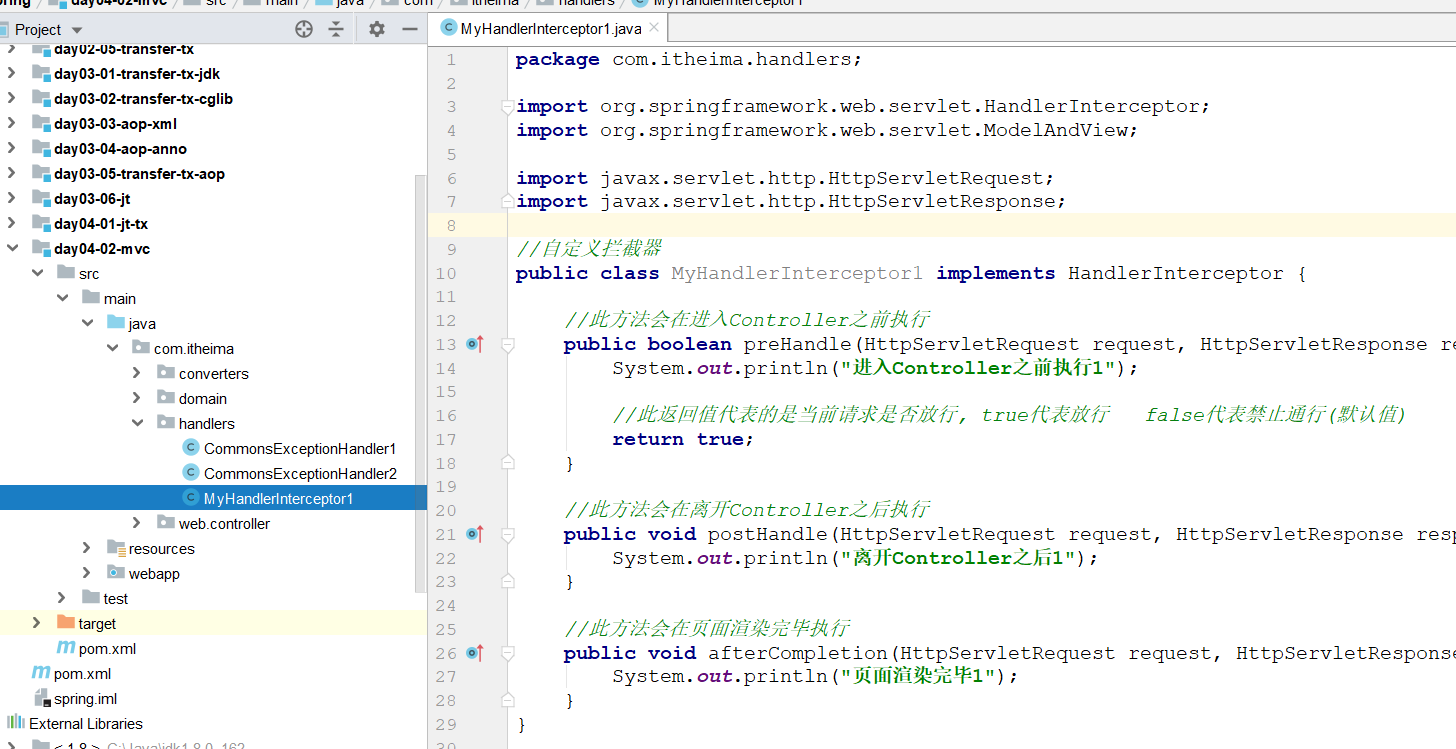 src
main
java
itheima
handlers
MyHandlerInterceptor1
Project
MyHandlerInterceptor1.java
day02-05-transfer-tx
day03-01-transfer-tx-jdk
day03-02-transfer-tx-cglib
day03-03-aop-xml
day03-04-aop-anno
day03-05-transfer-tx-aop
day03-06-jt
day04-01-jt-tx
day04-02-mvc
src
main
java
com.itheima
converters
domain
handlers
CommonsExceptionHandler1
CommonsExceptionHandler2
MyHandlerInterceptor1
web.controller
resources
webapp
test
target
pom.xml
pom.xml
spring.iml
External Libraries
1 package com.itheima.handlers;
2
3 import org.springframework.web.servlet.HandlerInterceptor;
4 import org.springframework.web.servlet.ModelAndView;
5
6 import javax.servlet.http.HttpServletRequest;
7 import javax.servlet.http.HttpServletResponse;
8
9 //自定义拦截器
10 public class MyHandlerInterceptor1 implements HandlerInterceptor {
11
12 //此方法会在进入Controller之前执行
13 public boolean preHandle(HttpServletRequest request, HttpServletResponse re
14 System.out.println("进入Controller之前执行1");
15
16 //此返回值代表的是当前请求是否放行, true代表放行 false代表禁止通行(默认值)
17 return true;
18 }
19
20 //此方法会在离开Controller之后执行
21 public void postHandle(HttpServletRequest request, HttpServletResponse resp
22 System.out.println("离开Controller之后1");
23 }
24
25 //此方法会在页面渲染完毕执行
26 public void afterCompletion(HttpServletRequest request, HttpServletResponse
27 System.out.println("页面渲染完毕1");
28 }
29 }